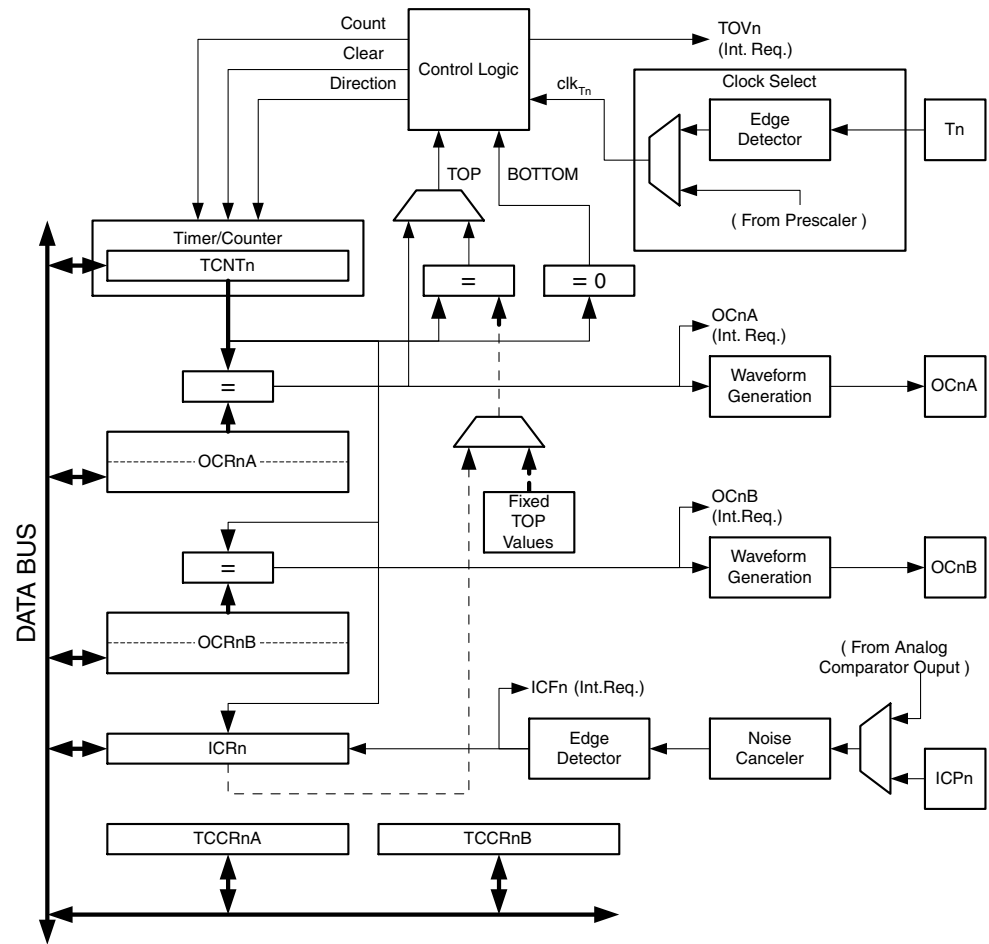 Count
Clear
Direction
Control Logic
TOVn
(Int. Req.)
clkTn
Clock Select
Edge
Detector
Tn
( From Prescaler )
TOP
BOTTOM
Timer/Counter
TCNTn
=
= 0
=
OCnA
(Int. Req.)
Waveform
Generation
OCnA
OCRnA
Fixed
TOP
Values
OCnB
(Int.Req.)
=
Waveform
Generation
OCnB
OCRnB
DATA BUS
( From Analog
Comparator Ouput )
ICFn (Int.Req.)
ICRn
Edge
Detector
Noise
Canceler
ICPn
TCCRnA
TCCRnB